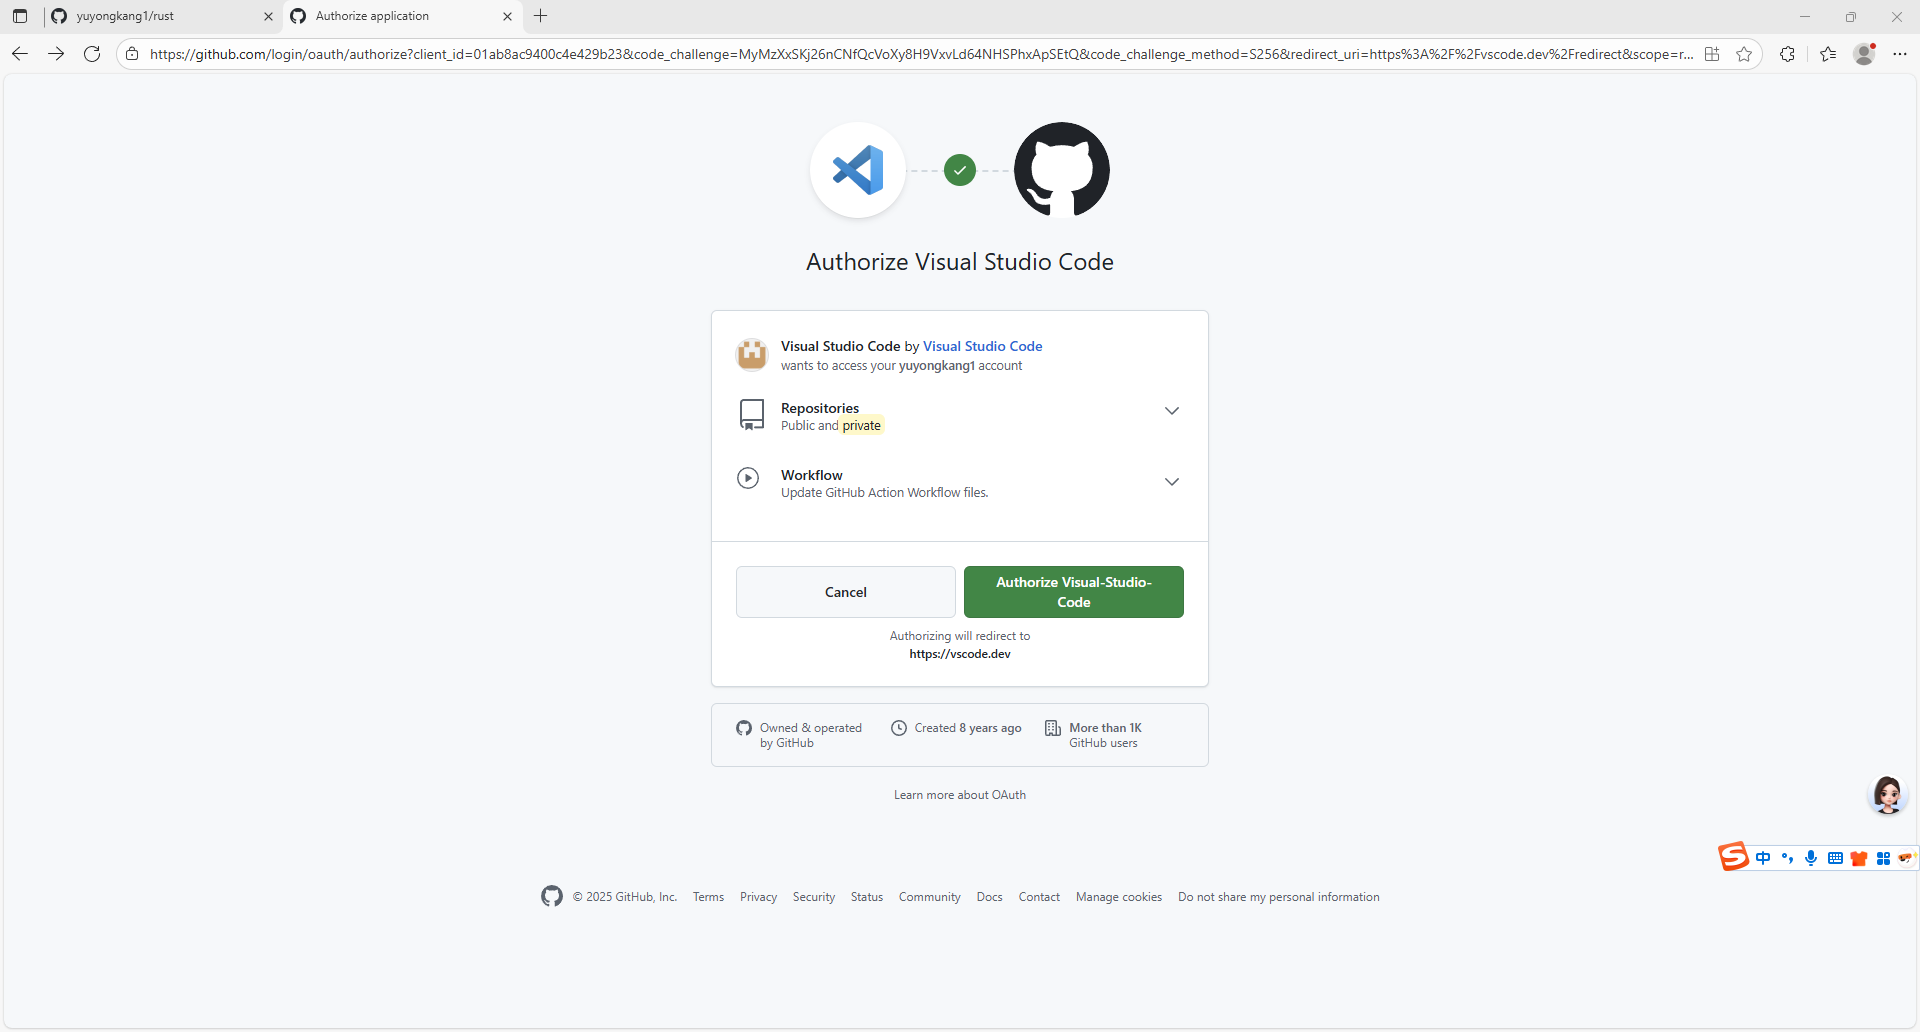 yuyongkang1/rust
Authorize application
https://github.com/login/oauth/authorize?client_id=01ab8ac9400c4e429b23&code_challenge=MyMzXxSKj26nCNfQcVoXy8H9VxvLd64NHSPhxApSEtQ&code_challenge_method=S256&redirect_uri=https%3A%2F%2Fvscode.dev%2Fredirect&scope=r...
Authorize Visual Studio Code
Visual Studio Code by Visual Studio Code
wants to access your yuyongkang1 account
Repositories
Public and private
Workflow
Update GitHub Action Workflow files.
Cancel
Authorize Visual-Studio-
Code
Authorizing will redirect to
https://vscode.dev
Owned & operated
by GitHub
Created 8 years ago
More than 1K
GitHub users
Learn more about OAuth
S 中
© 2025 GitHub, Inc. Terms Privacy Security Status Community Docs Contact Manage cookies Do not share my personal information